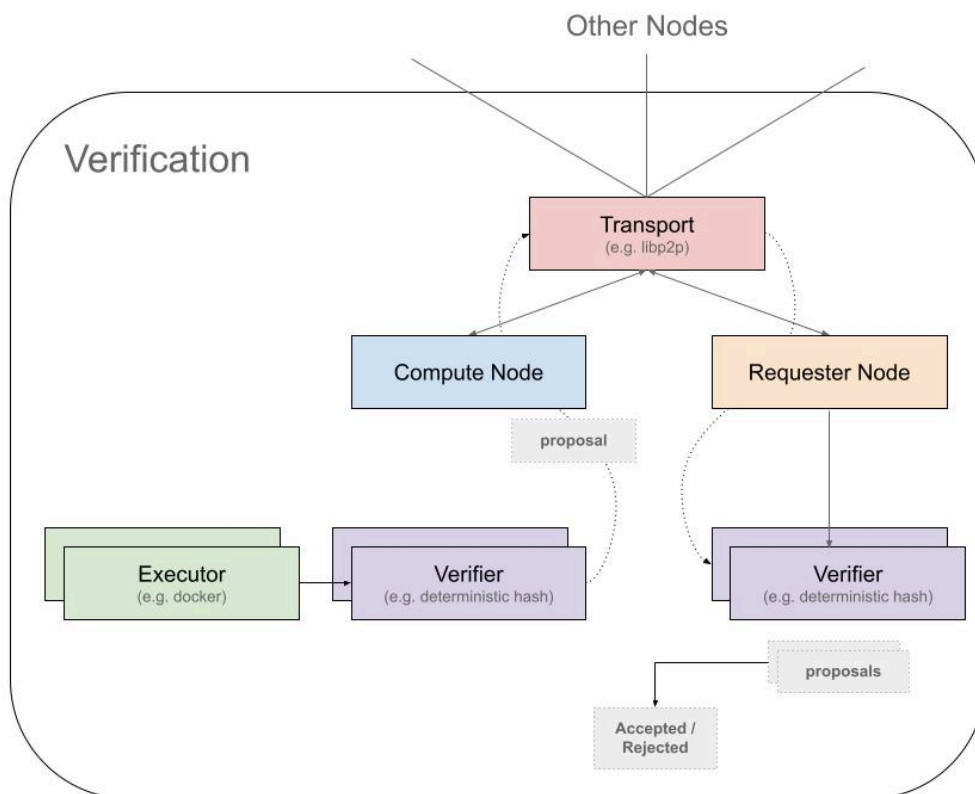 Other Nodes
Verification
Transport
(e.g. libp2p)
Compute Node
Requester Node
proposal
Executor
(e.g. docker)
Verifier
(e.g. deterministic hash)
Verifier
(e.g. deterministic hash)
proposals
Accepted /
Rejected